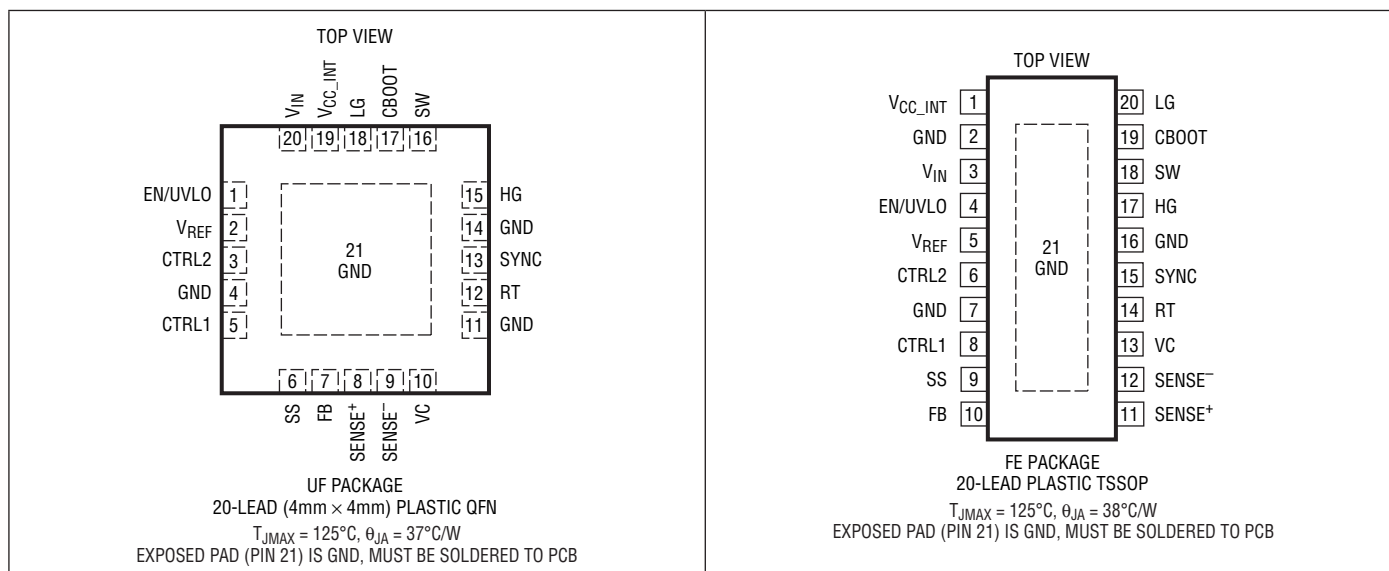 TOP VIEW
VIN
VCC_INT
LG
CBOOT
SW
20 19 18 17 16
EN/UVLO 1
VREF 2
CTRL2 3
GND 4
CTRL1 5
21
GND
15 HG
14 GND
13 SYNC
12 RT
11 GND
6 7 8 9 10
SS
FB
SENSE+
SENSE–
VC
UF PACKAGE
20-LEAD (4mm × 4mm) PLASTIC QFN
TJMAX = 125°C, θJA = 37°C/W
EXPOSED PAD (PIN 21) IS GND, MUST BE SOLDERED TO PCB
TOP VIEW
VCC_INT 1
GND 2
VIN 3
EN/UVLO 4
VREF 5
CTRL2 6
GND 7
CTRL1 8
SS 9
FB 10
21
GND
20 LG
19 CBOOT
18 SW
17 HG
16 GND
15 SYNC
14 RT
13 VC
12 SENSE–
11 SENSE+
FE PACKAGE
20-LEAD PLASTIC TSSOP
TJMAX = 125°C, θJA = 38°C/W
EXPOSED PAD (PIN 21) IS GND, MUST BE SOLDERED TO PCB